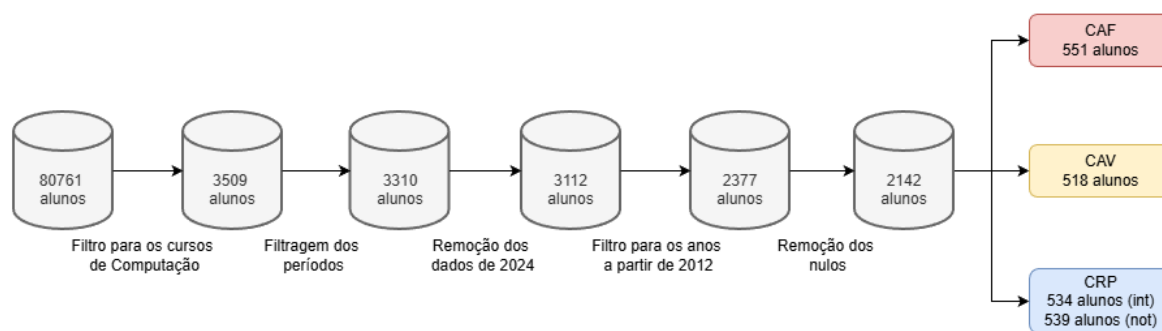 80761
alunos
Filtro para os cursos
de Computação
3509
alunos
Filtragem dos
períodos
3310
alunos
Remoção dos
dados de 2024
3112
alunos
Filtro para os anos
a partir de 2012
2377
alunos
Remoção dos
nulos
2142
alunos
CAF
551 alunos
CAV
518 alunos
CRP
534 alunos (int)
539 alunos (not)